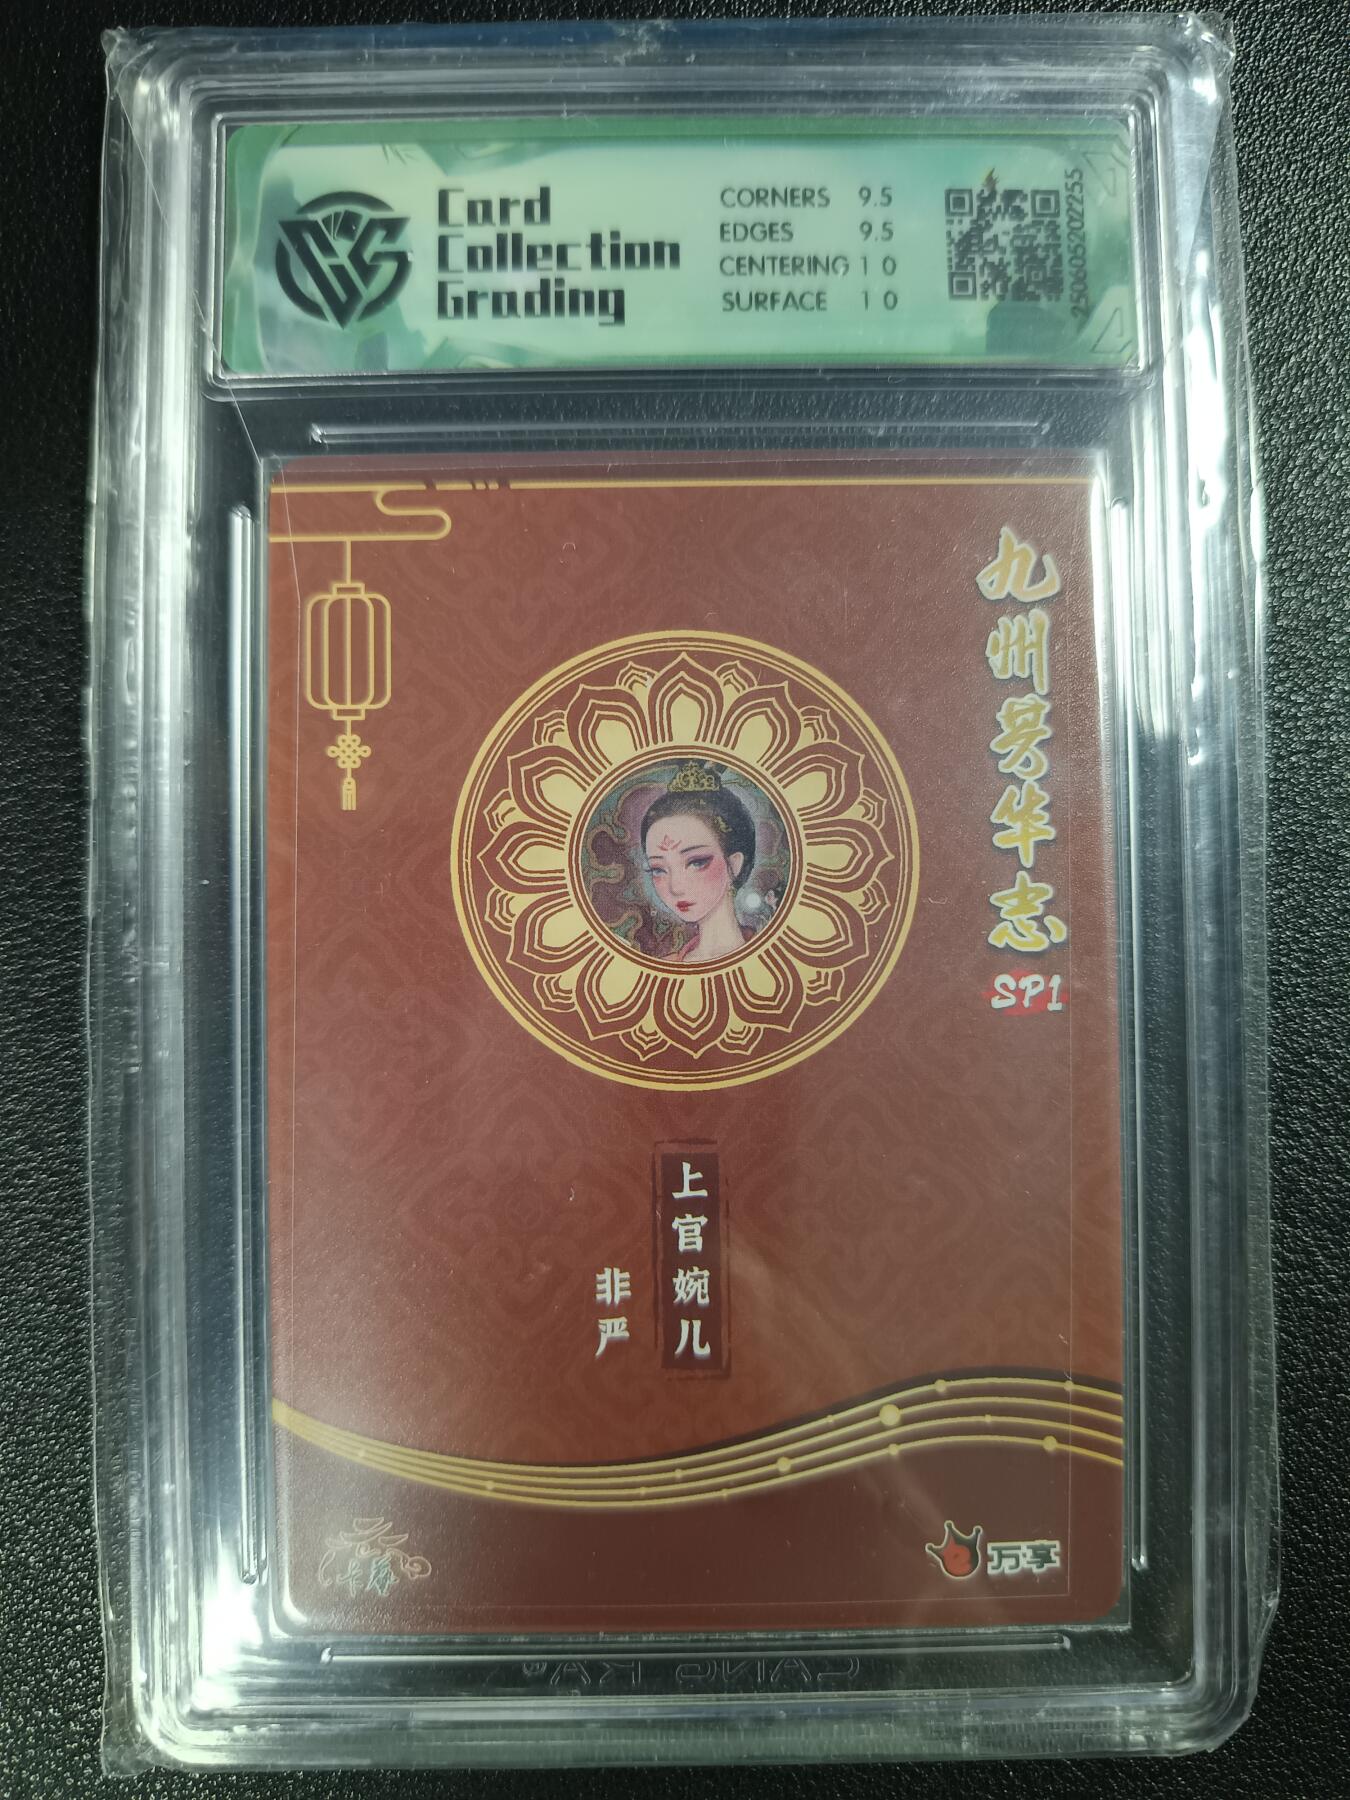 Card
Collection
Grading
CORNERS 9.5
EDGES 9.5
CENTERING 10
SURFACE 10
2506052022255
九州芳华志
SP1
上官婉儿
非严
万享